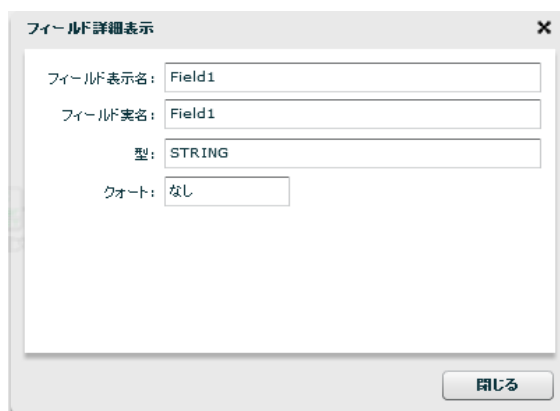 フィールド詳細表示
フィールド表示名: Field1
フィールド実名: Field1
型: STRING
クォート: なし
閉じる